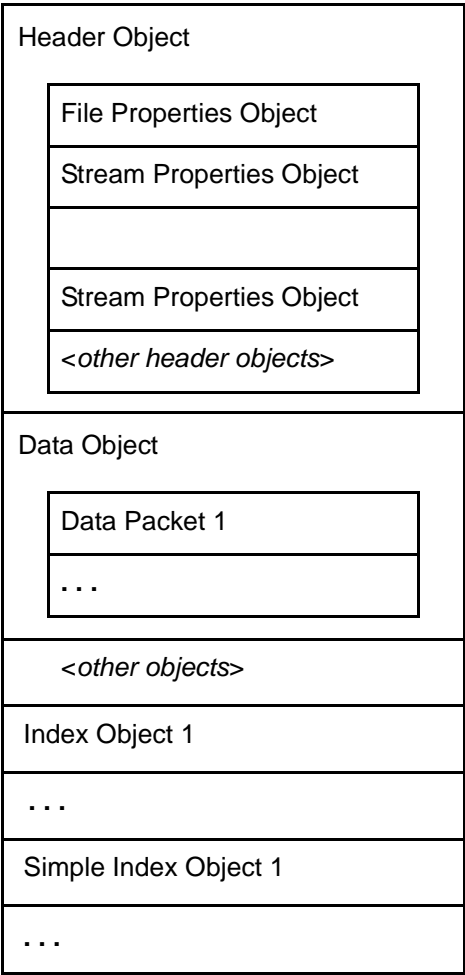 Header Object
File Properties Object
Stream Properties Object
Stream Properties Object
<other header objects>
Data Object
Data Packet 1
. . .
<other objects>
Index Object 1
. . .
Simple Index Object 1
. . .